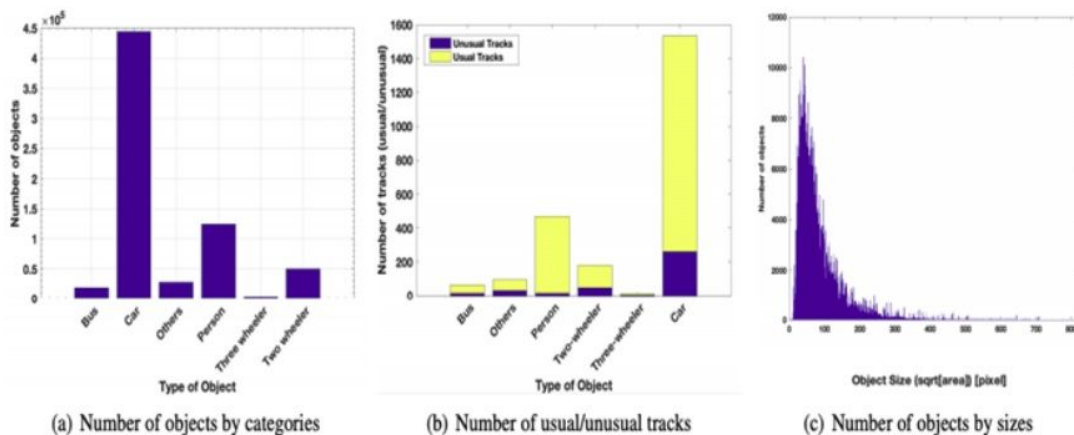 ×10^5
4.5
4
3.5
3
2.5
2
1.5
1
0.5
0
Number of objects
Bus
Car
Others
Person
Three wheeler
Two wheeler
Type of Object
(a) Number of objects by categories
1600
1400
1200
1000
800
600
400
200
0
Number of tracks (usual/unusual)
Unusual Tracks
Usual Tracks
Bus
Others
Person
Two-wheeler
Three-wheeler
Car
Type of Object
(b) Number of usual/unusual tracks
12000
10000
8000
6000
4000
2000
0
Number of objects
0 100 200 300 400 500 600 700 800
Object Size (sqrt[area]) [pixel]
(c) Number of objects by sizes